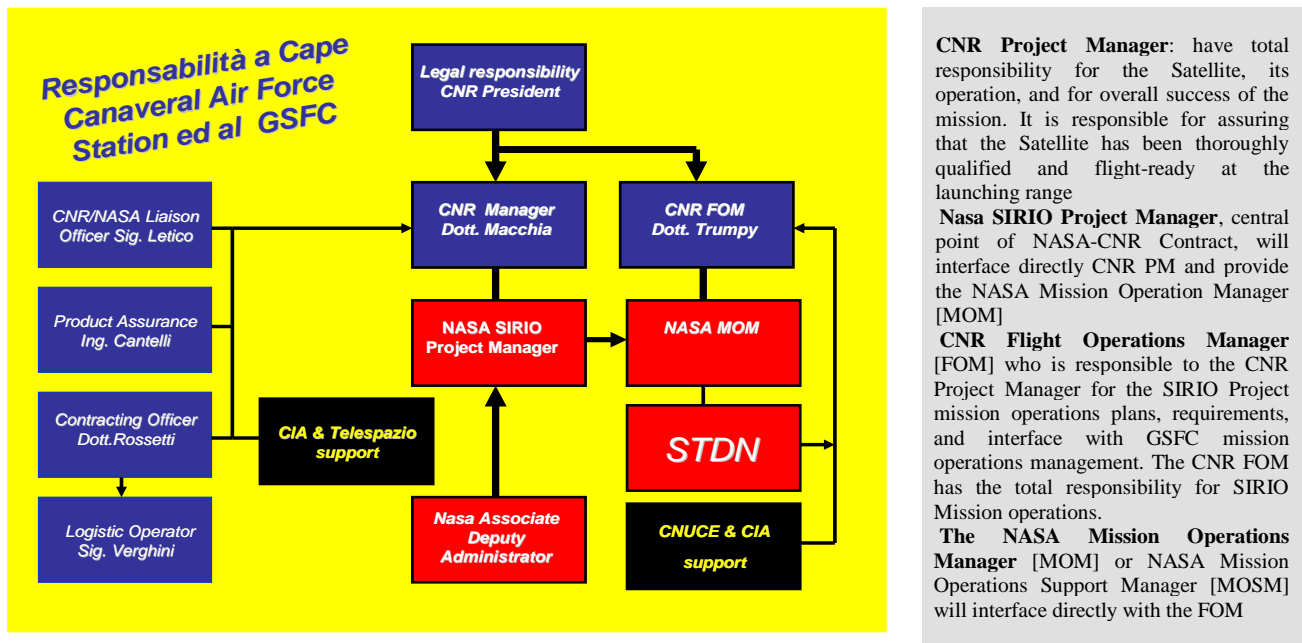 Responsabilità a Cape
Canaveral Air Force
Station ed al GSFC
Legal responsibility
CNR President
CNR/NASA Liaison
Officer Sig. Letico
CNR Manager
Dott. Macchia
CNR FOM
Dott. Trumpy
Product Assurance
Ing. Cantelli
NASA SIRIO
Project Manager
NASA MOM
Contracting Officer
Dott.Rossetti
CIA & Telespazio
support
STDN
Logistic Operator
Sig. Verghini
Nasa Associate
Deputy
Administrator
CNUCE & CIA
support
CNR Project Manager: have total
responsibility for the Satellite, its
operation, and for overall success of the
mission. It is responsible for assuring
that the Satellite has been thoroughly
qualified and flight-ready at the
launching range
Nasa SIRIO Project Manager, central
point of NASA-CNR Contract, will
interface directly CNR PM and provide
the NASA Mission Operation Manager
[MOM]
CNR Flight Operations Manager
[FOM] who is responsible to the CNR
Project Manager for the SIRIO Project
mission operations plans, requirements,
and interface with GSFC mission
operations management. The CNR FOM
has the total responsibility for SIRIO
Mission operations.
The NASA Mission Operations
Manager [MOM] or NASA Mission
Operations Support Manager [MOSM]
will interface directly with the FOM